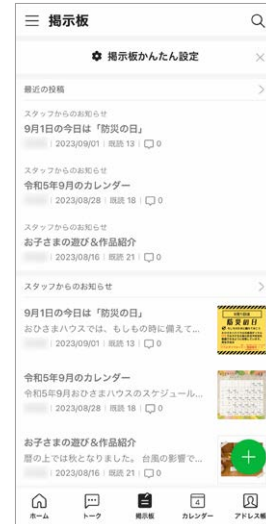 掲示板
掲示板かんたん設定
最近の投稿
スタッフからのお知らせ
9月1日の今日は「防災の日」
2023/09/01 既読 13 0
スタッフからのお知らせ
令和5年9月のカレンダー
2023/08/28 既読 18 0
スタッフからのお知らせ
お子さまの遊び&作品紹介
2023/08/16 既読 21 0
スタッフからのお知らせ
9月1日の今日は「防災の日」
おひさまハウスでは、もしもの時に備えて...
2023/09/01 既読 13 0
防災の日
令和5年9月のカレンダー
令和5年9月おひさまハウスのスケジュール...
2023/08/28 既読 18 0
お子さまの遊び&作品紹介
暦の上では秋となりました。 台風の影響で...
2023/08/16 既読 21 0
4
ホーム トーク 掲示板 カレンダー アドレス帳